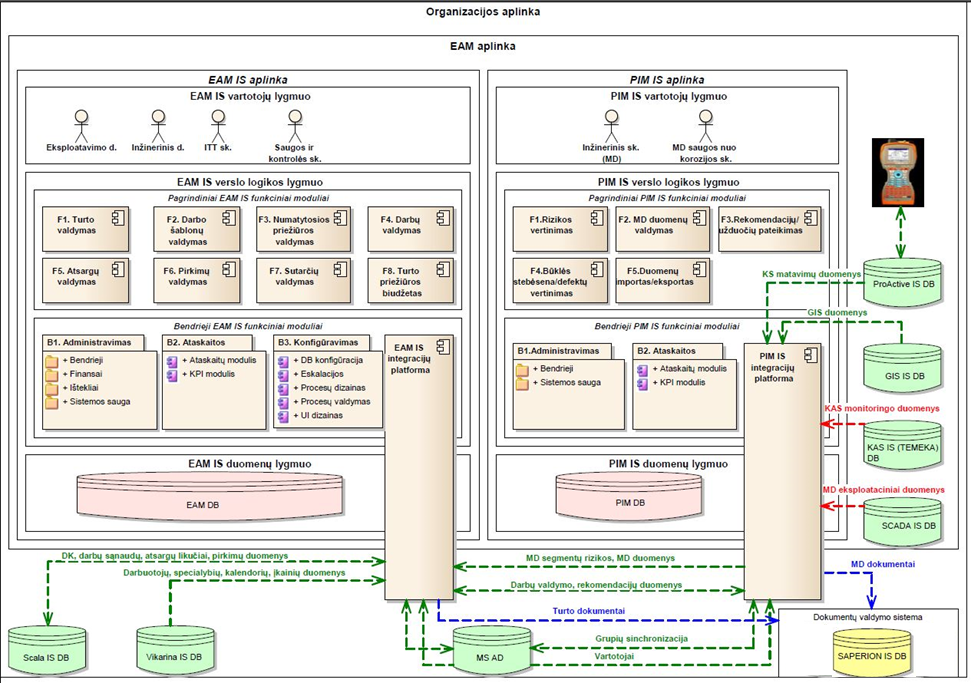 Organizacijos aplinka
EAM aplinka
EAM IS aplinka
EAM IS vartotojų lygmuo
Eksploatavimo d.
Inžinerinis d.
ITT sk.
Saugos ir
kontrolės sk.
EAM IS verslo logikos lygmuo
Pagrindiniai EAM IS funkciniai moduliai
F1. Turto
valdymas
F2. Darbo
šablonų
valdymas
F3. Numatytosios
priežiūros
valdymas
F4. Darbų
valdymas
F5. Atsargų
valdymas
F6. Pirkimų
valdymas
F7. Sutarčių
valdymas
F8. Turto
priežiūros
biudžetas
Bendrieji EAM IS funkciniai moduliai
B1. Administravimas
+ Bendrieji
+ Finansai
+ Ištekliai
+ Sistemos sauga
B2. Ataskaitos
+ Ataskaitų modulis
+ KPI modulis
B3. Konfigūravimas
+ DB konfigūracija
+ Eskalacijos
+ Procesų dizainas
+ Procesų valdymas
+ UI dizainas
EAM IS
integracijų
platforma
EAM IS duomenų lygmuo
EAM DB
PIM IS aplinka
PIM IS vartotojų lygmuo
Inžinerinis sk.
(MD)
MD saugos nuo
korozijos sk.
PIM IS verslo logikos lygmuo
Pagrindiniai PIM IS funkciniai moduliai
F1.Rizikos
vertinimas
F2. MD duomenų
valdymas
F3.Rekomendacijų/
užduočių pateikimas
F4.Būklės
stebėsena/defektų
vertinimas
F5.Duomenų
importas/eksportas
Bendrieji PIM IS funkciniai moduliai
B1.Administravimas
+ Bendrieji
+ Sistemos sauga
B2. Ataskaitos
+ Ataskaitų modulis
+ KPI modulis
PIM IS
integracijų
platforma
PIM IS duomenų lygmuo
PIM DB
KS matavimų duomenys
ProActive IS DB
GIS duomenys
GIS IS DB
KAS monitoringo duomenys
KAS IS (TEMEKA)
DB
MD eksploataciniai duomenys
SCADA IS DB
DK, darbų sąnaudų, atsargų likučiai, pirkimų duomenys
Darbuotojų, specialybių, kalendorių, įkainių duomenys
MD segmentų rizikos, MD duomenys
Darbų valdymo, rekomendacijų duomenys
Turto dokumentai
MD dokumentai
Grupių sinchronizacija
Vartotojai
Scala IS DB
Vikarina IS DB
MS AD
Dokumentų valdymo sistema
SAPERION IS DB